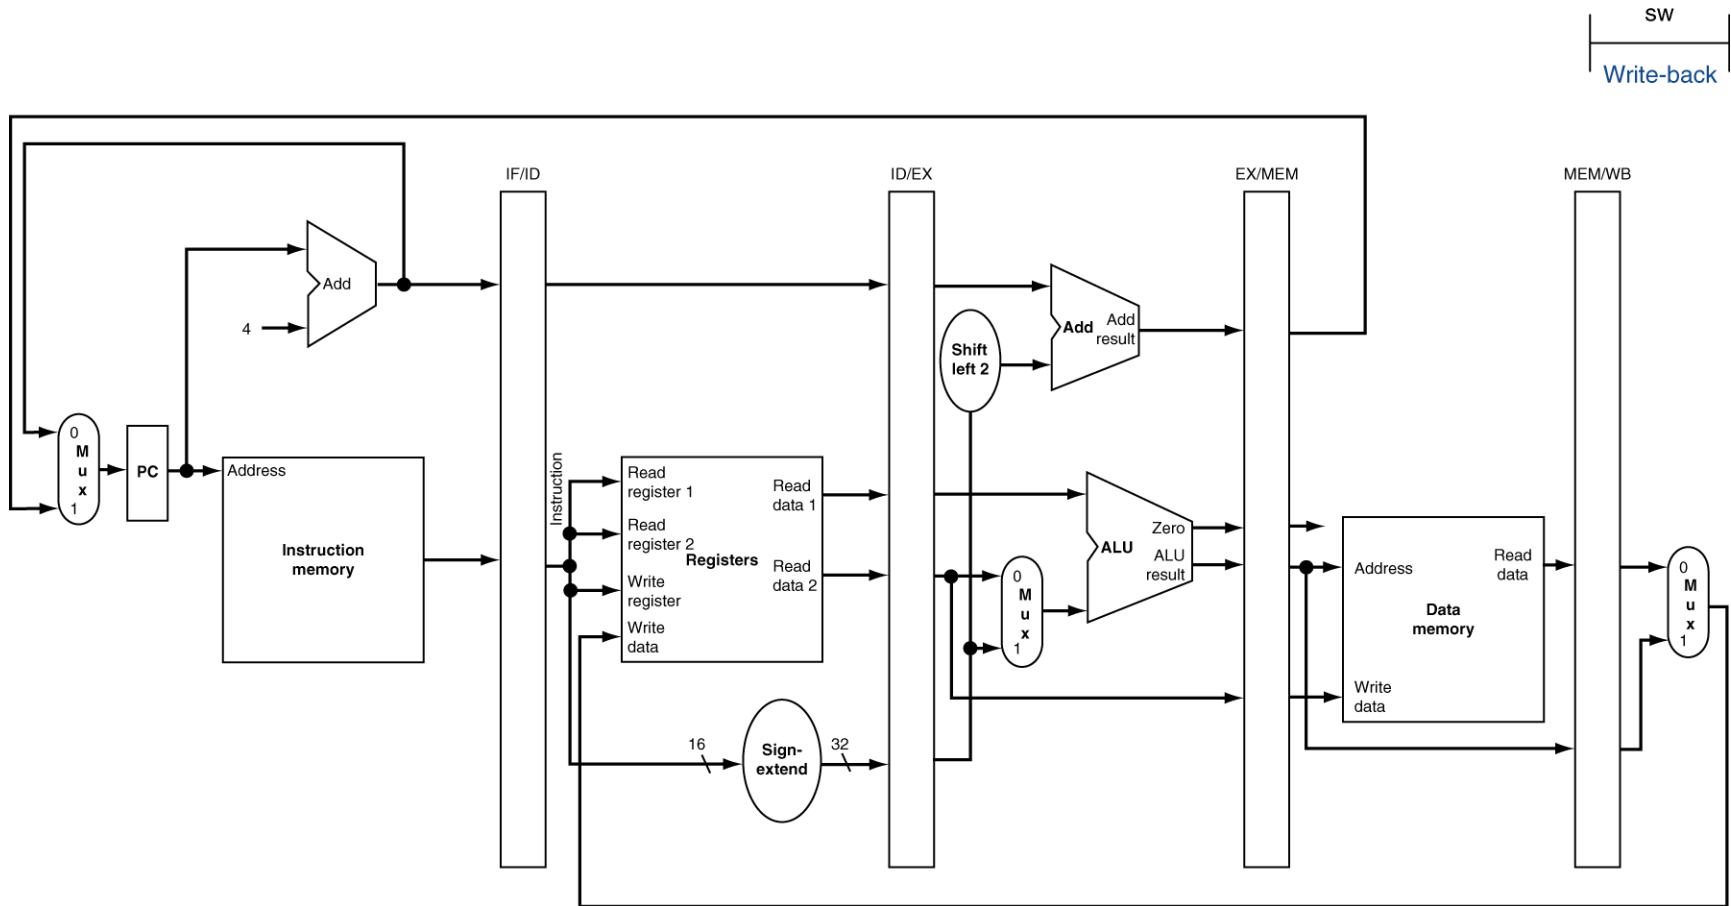 SW
Write-back
IF/ID
ID/EX
EX/MEM
MEM/WB
Add
4
Add
Add
result
Shift
left 2
0
M
u
x
1
PC
Address
Instruction
memory
Instruction
Read
register 1
Read
register 2
Write
register
Write
data
Registers
Read
data 1
Read
data 2
16
Sign-
extend
32
0
M
u
x
1
ALU
Zero
ALU
result
Address
Read
data
Data
memory
Write
data
0
M
u
x
1